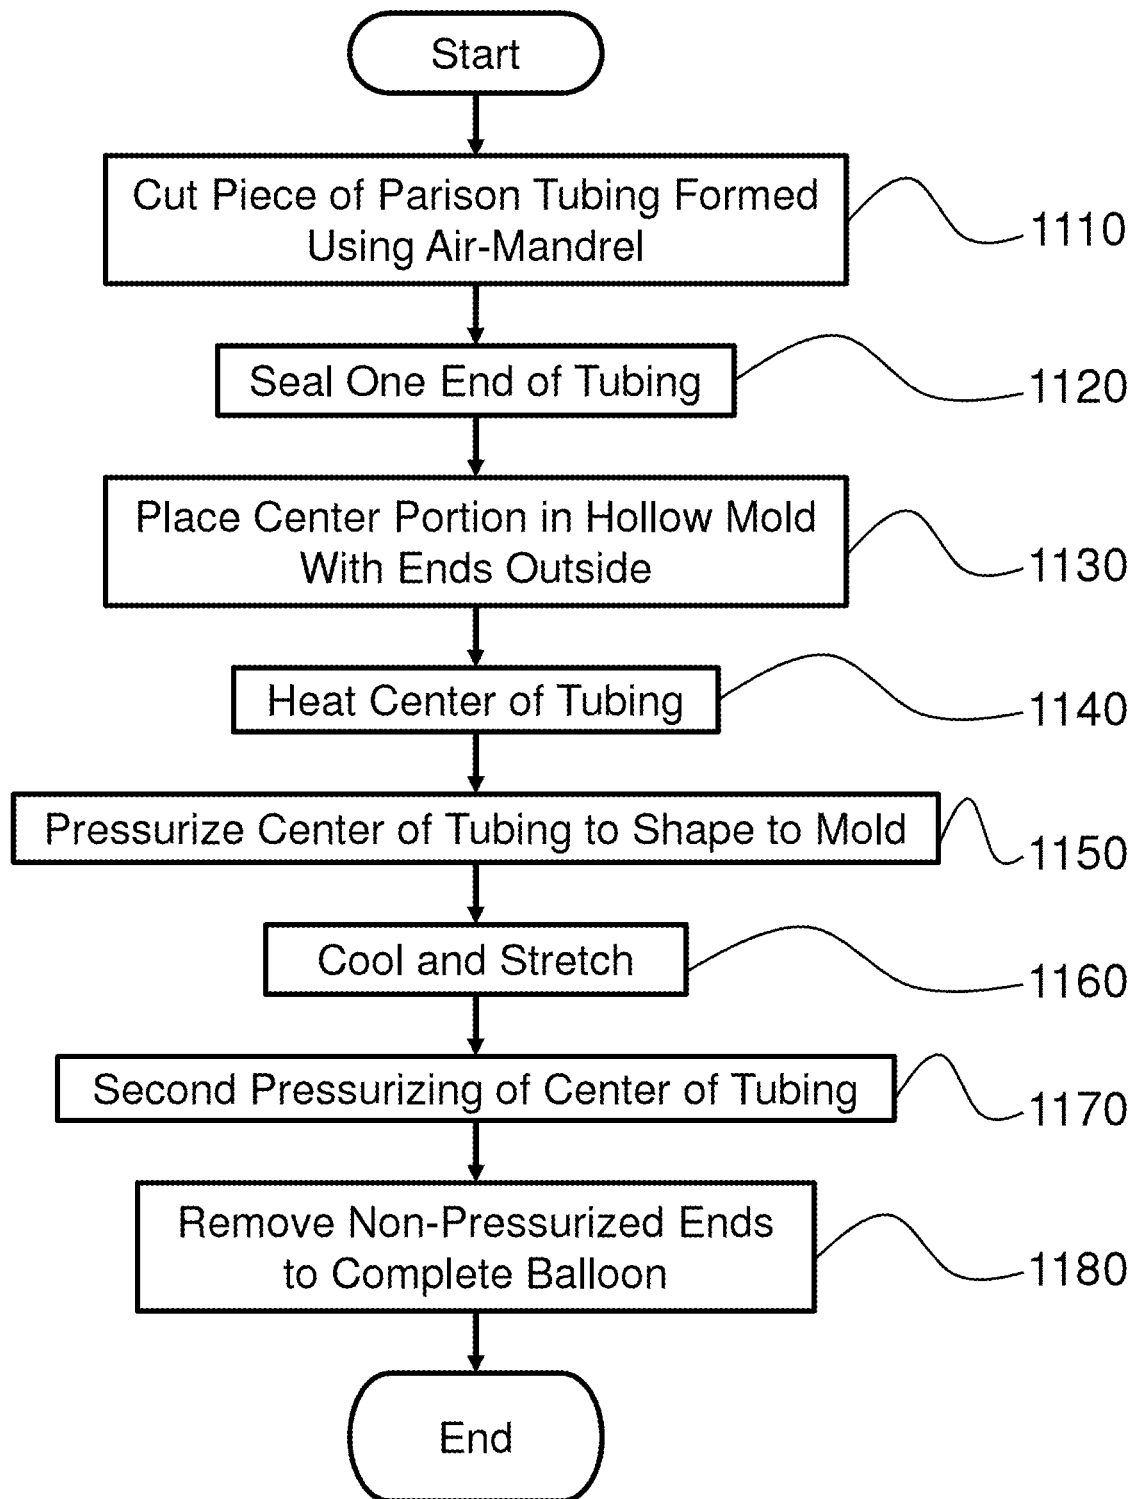 Start
Cut Piece of Parison Tubing Formed
Using Air-Mandrel
1110
Seal One End of Tubing
1120
Place Center Portion in Hollow Mold
With Ends Outside
1130
Heat Center of Tubing
1140
Pressurize Center of Tubing to Shape to Mold
1150
Cool and Stretch
1160
Second Pressurizing of Center of Tubing
1170
Remove Non-Pressurized Ends
to Complete Balloon
1180
End